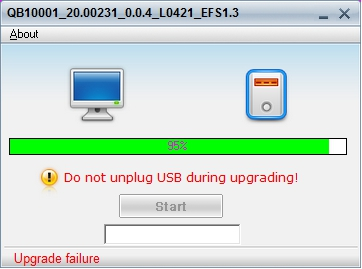 QB10001_20.00231_0.0.4_L0421_EFS1.3
About
95%
Do not unplug USB during upgrading!
Start
Upgrade failure